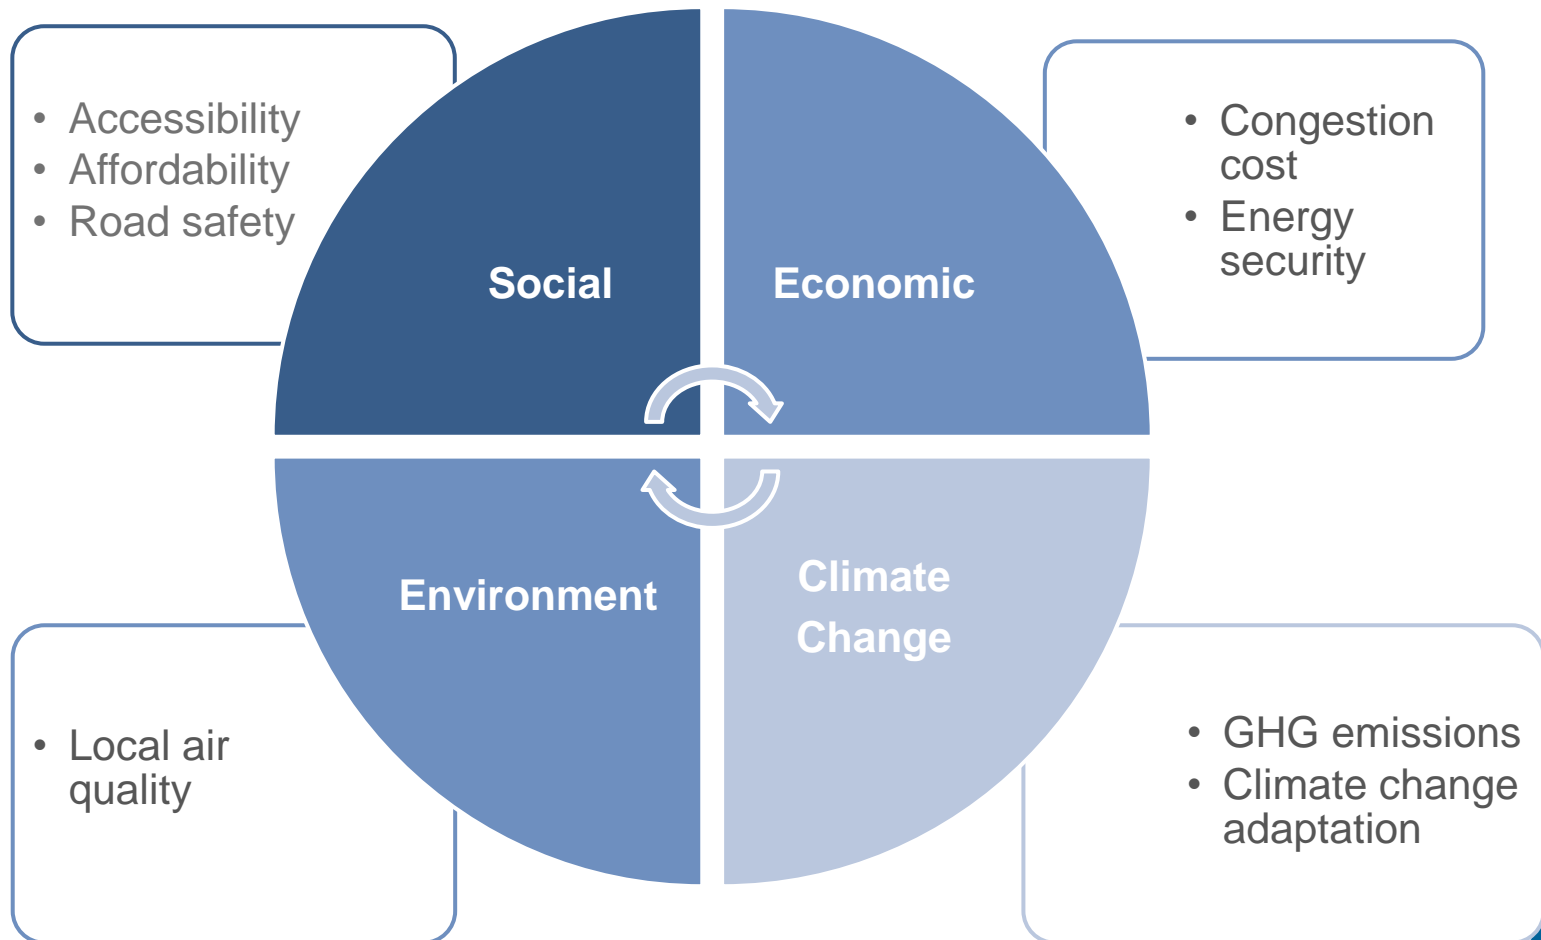 • Accessibility
• Affordability
• Road safety
Social
Economic
• Congestion
cost
• Energy
security
Environment
Climate
Change
• Local air
quality
• GHG emissions
• Climate change
adaptation